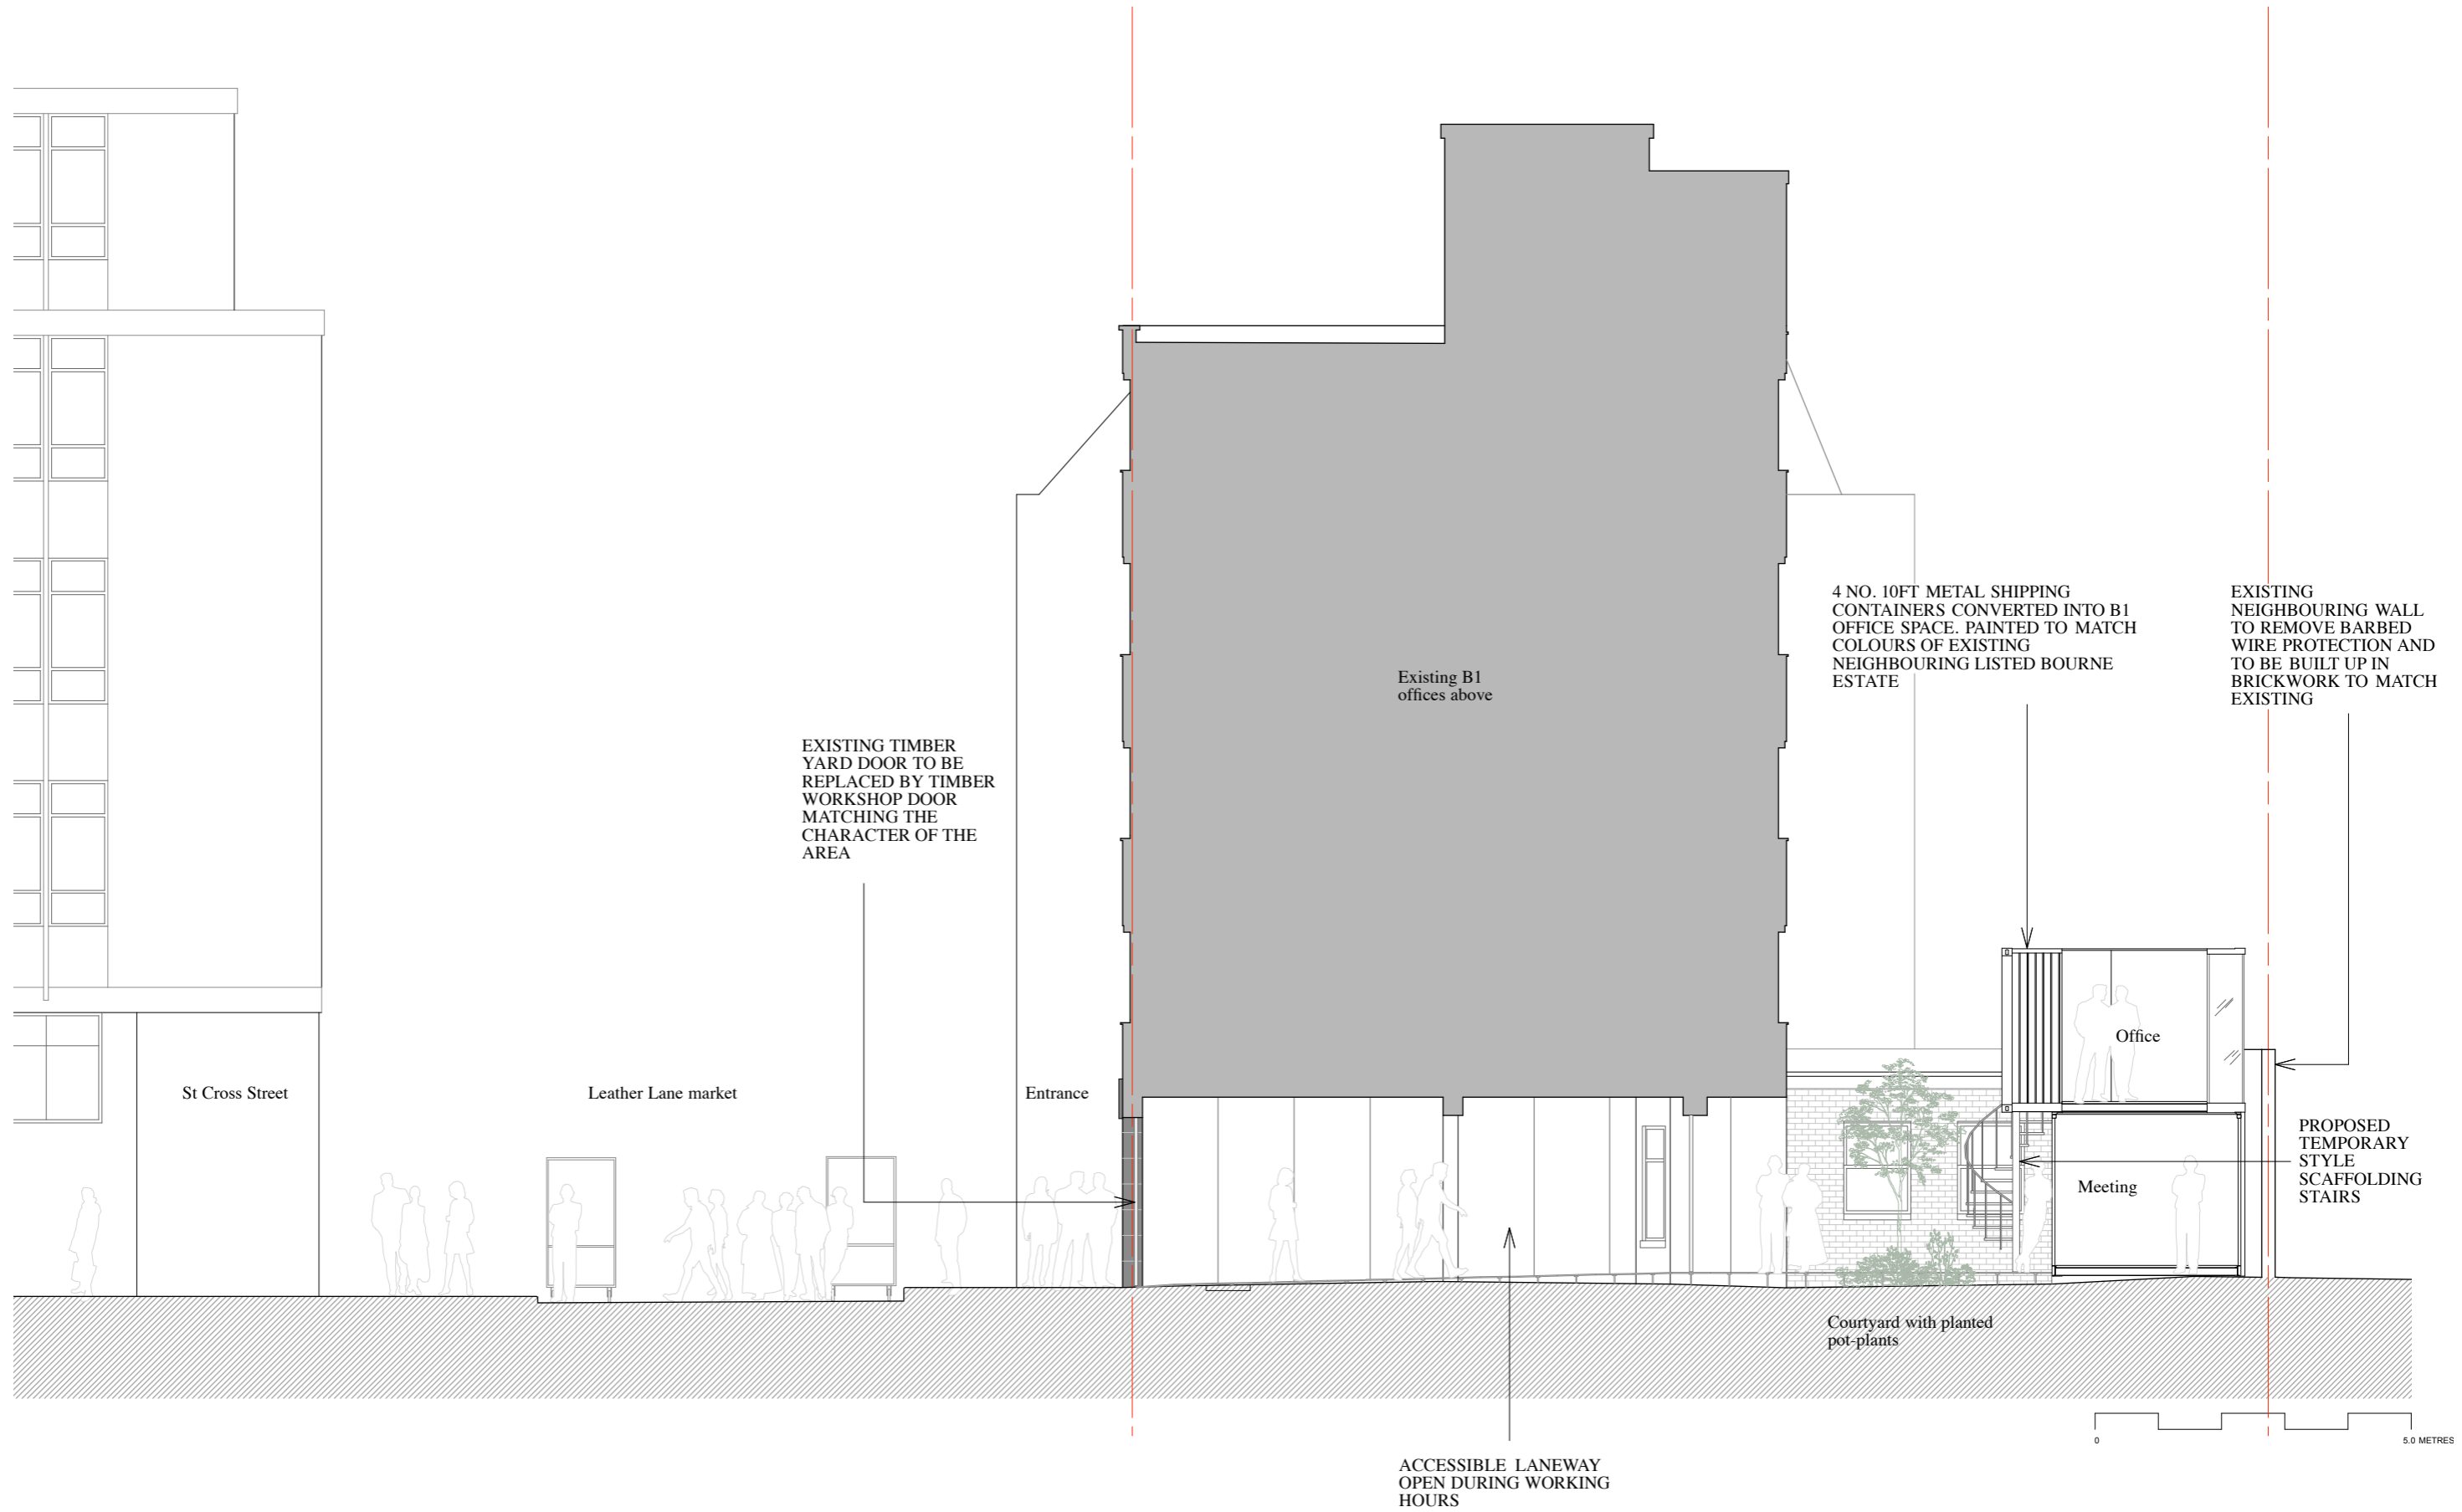 4 NO. 10FT METAL SHIPPING
CONTAINERS CONVERTED INTO B1
OFFICE SPACE. PAINTED TO MATCH
COLOURS OF EXISTING
NEIGHBOURING LISTED BOURNE
ESTATE
EXISTING
NEIGHBOURING WALL
TO REMOVE BARBED
WIRE PROTECTION AND
TO BE BUILT UP IN
BRICKWORK TO MATCH
EXISTING
Existing B1
offices above
EXISTING TIMBER
YARD DOOR TO BE
REPLACED BY TIMBER
WORKSHOP DOOR
MATCHING THE
CHARACTER OF THE
AREA
Office
St Cross Street
Leather Lane market
Entrance
PROPOSED
TEMPORARY
STYLE
SCAFFOLDING
STAIRS
Meeting
Courtyard with planted
pot-plants
0
5.0 METRES
ACCESSIBLE LANEWAY
OPEN DURING WORKING
HOURS